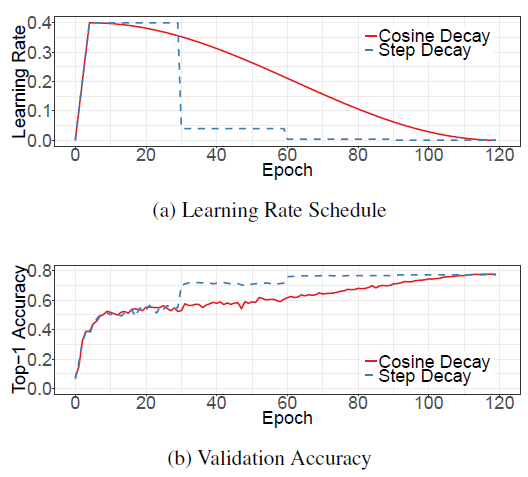 Learning Rate
0.4
0.3
0.2
0.1
0.0
Cosine Decay
Step Decay
0 20 40 60 80 100 120
Epoch
(a) Learning Rate Schedule
Top-1 Accuracy
0.8
0.6
0.4
0.2
0.0
Cosine Decay
Step Decay
0 20 40 60 80 100 120
Epoch
(b) Validation Accuracy